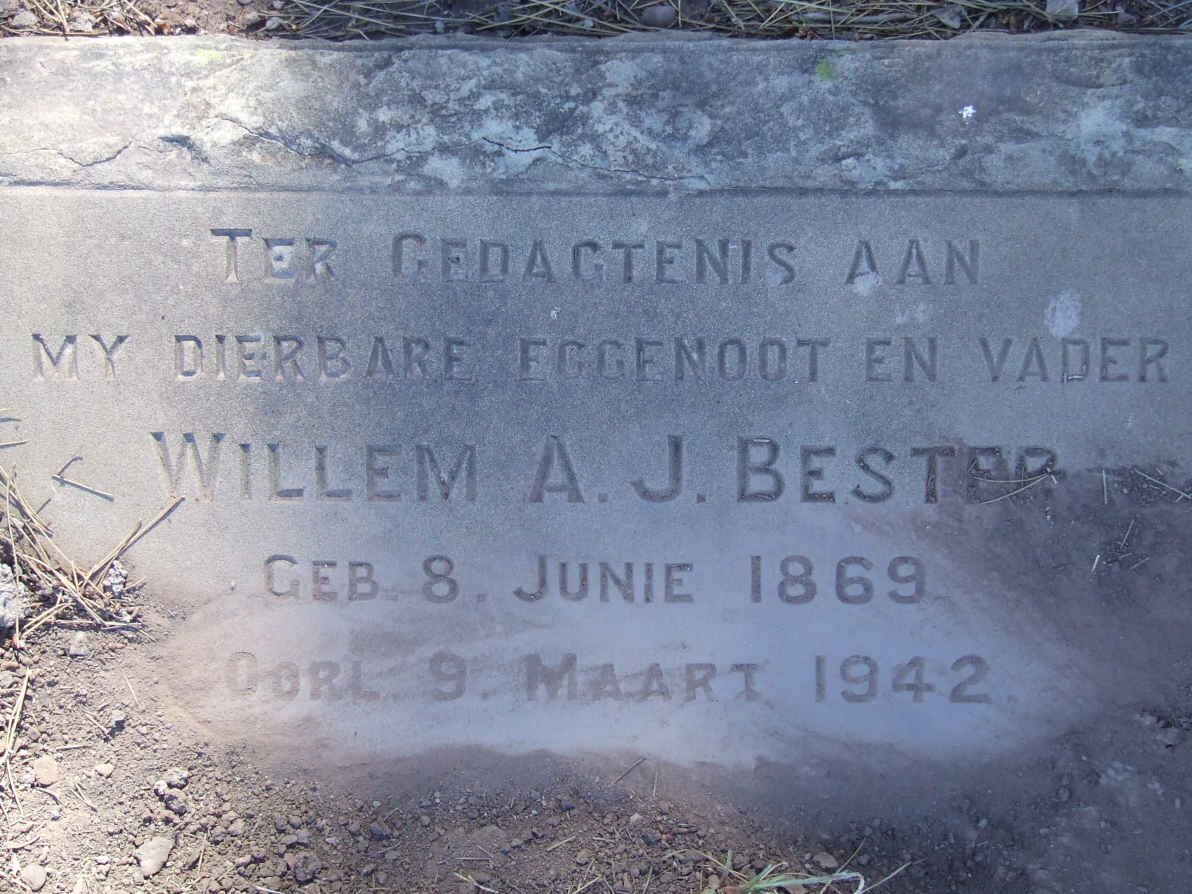 TER GEDAGTENIS AAN
MY DIERBARE EGGENOOT EN VADER
WILLEM A. J. BESTER
GEB. 8. JUNIE 1869.
OORL. 9. MAART 1942.